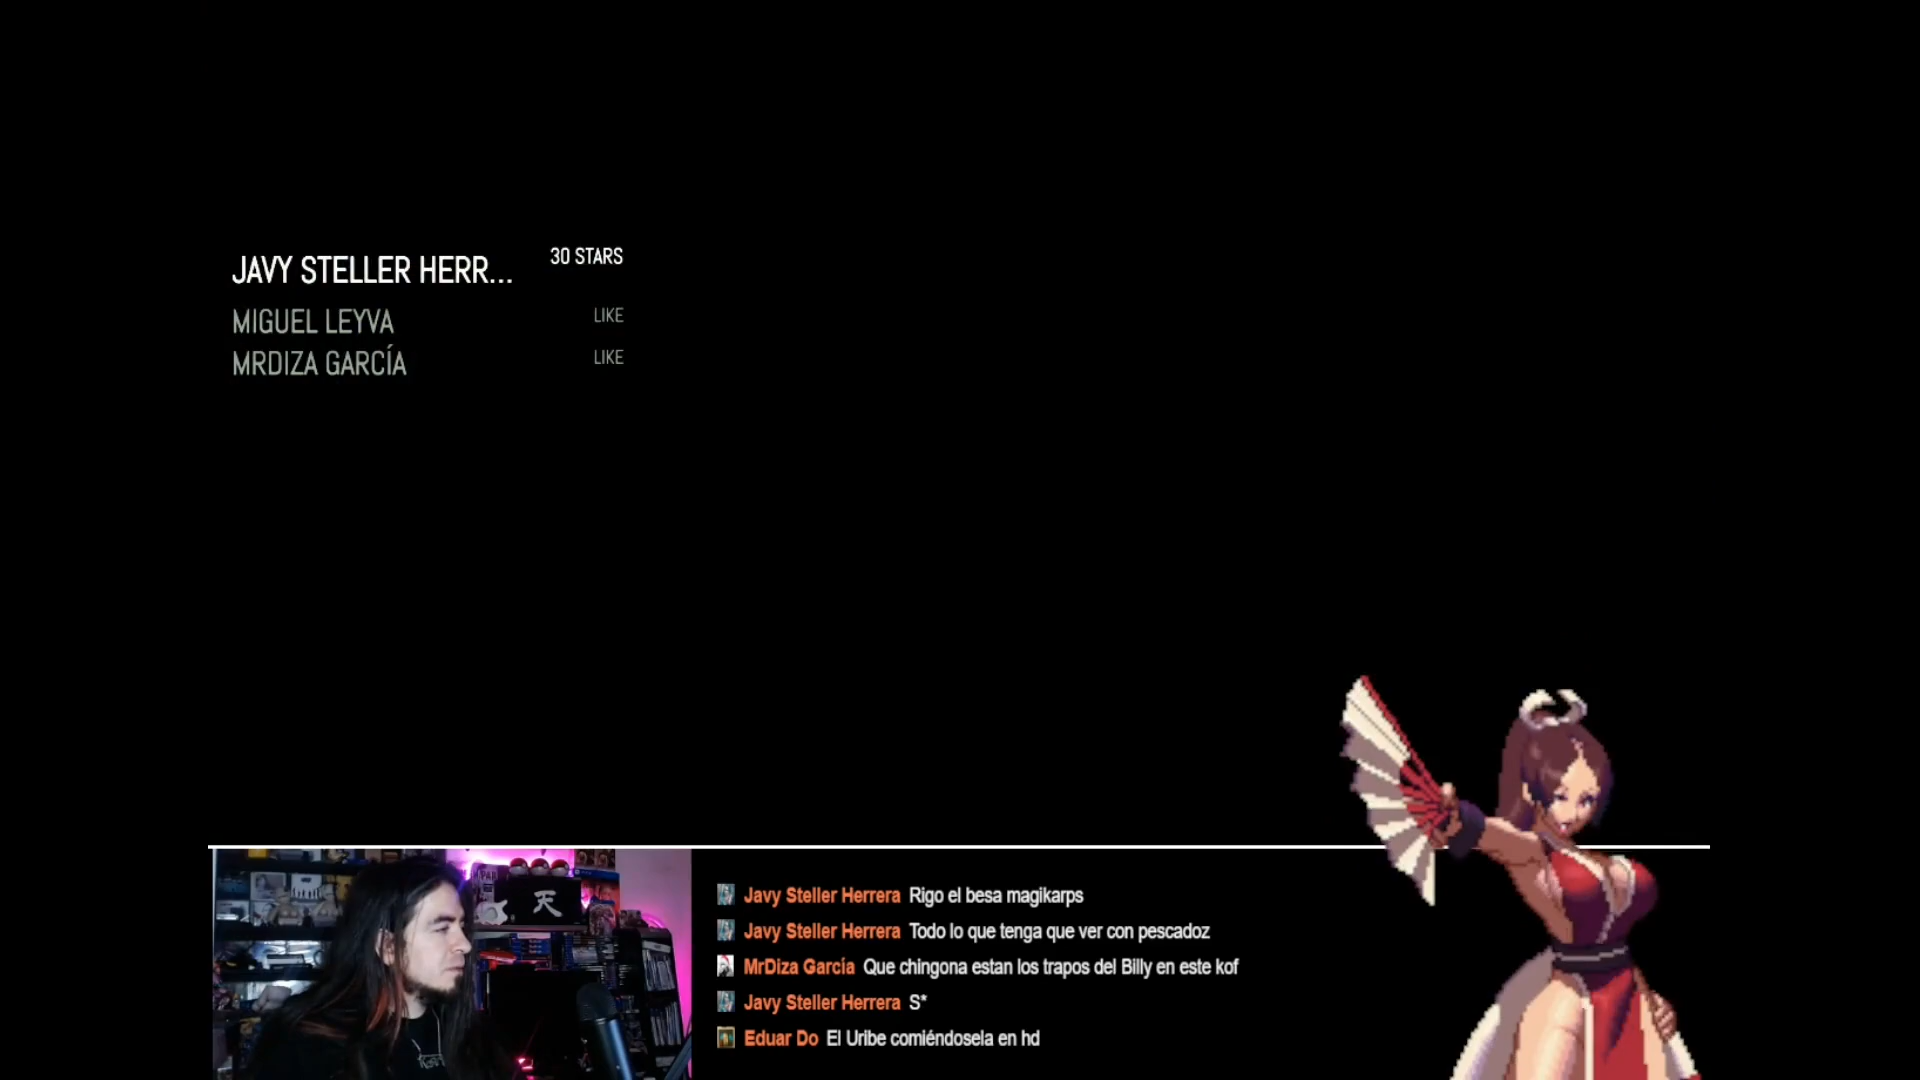 JAVY STELLER HERR... 30 STARS
MIGUEL LEYVA LIKE
MRDIZA GARCÍA LIKE
天
Javy Steller Herrera Rigo el besa magikarps
Javy Steller Herrera Todo lo que tenga que ver con pescadoz
MrDiza García Que chingona estan los trapos del Billy en este kof
Javy Steller Herrera S*
Eduar Do El Uribe comiéndosela en hd